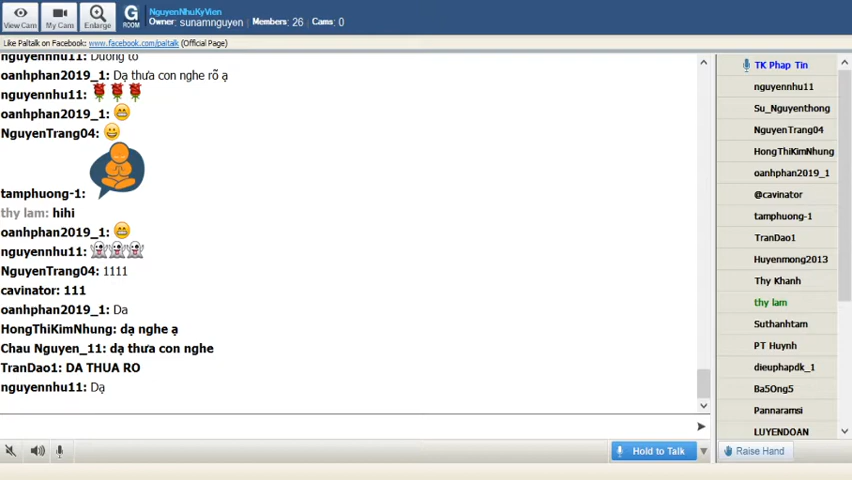 View Cam
My Cam
Enlarge
G
ROOM
NguyenNhuKyVien
Owner: sunamnguyen Members: 26 Cams: 0
Like Paltalk on Facebook: www.facebook.com/paltalk (Official Page)
nguyennhu11: Dường tô
oanhphan2019_1: Dạ thưa con nghe rõ ạ
nguyennhu11:
oanhphan2019_1:
NguyenTrang04:
tamphuong-1:
thy lam: hihi
oanhphan2019_1:
nguyennhu11:
NguyenTrang04: 1111
cavinator: 111
oanhphan2019_1: Da
HongThiKimNhung: dạ nghe ạ
Chau Nguyen_11: dạ thưa con nghe
TranDao1: DA THUA RO
nguyennhu11: Dạ
Hold to Talk
TK Phap Tin
nguyennhu11
Su_Nguyenthong
NguyenTrang04
HongThiKimNhung
oanhphan2019_1
@cavinator
tamphuong-1
TranDao1
Huyenmong2013
Thy Khanh
thy lam
Suthanhtam
PT Huynh
dieuphapdk_1
Ba5Ong5
Pannaramsi
LUYENDOAN
Raise Hand